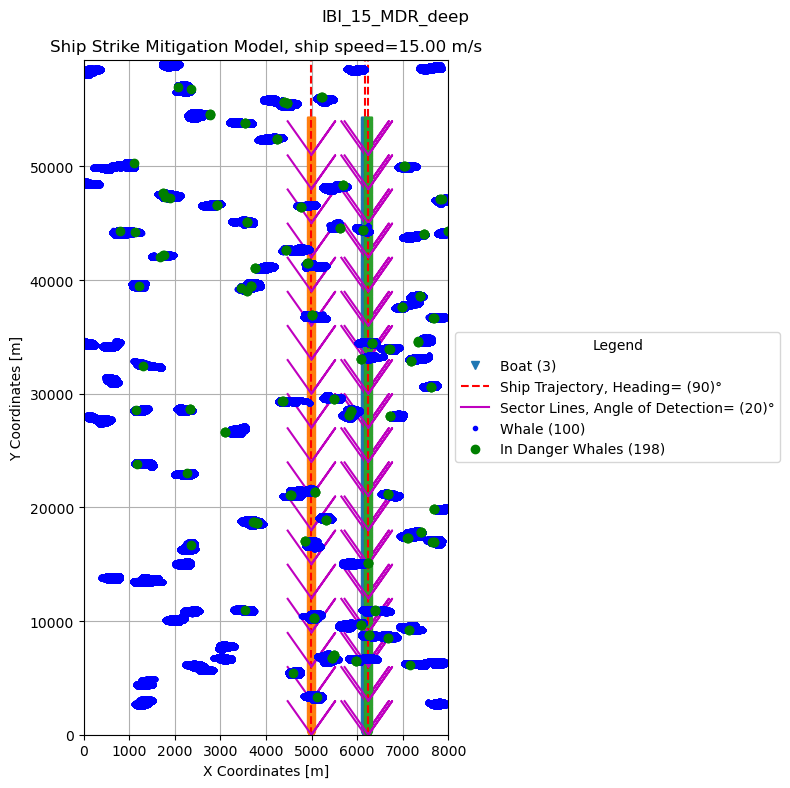 IBI_15_MDR_deep
Ship Strike Mitigation Model, ship speed=15.00 m/s
50000
40000
30000
20000
10000
0
Y Coordinates [m]
0 1000 2000 3000 4000 5000 6000 7000 8000
X Coordinates [m]
Legend
Boat (3)
Ship Trajectory, Heading= (90)°
Sector Lines, Angle of Detection= (20)°
Whale (100)
In Danger Whales (198)